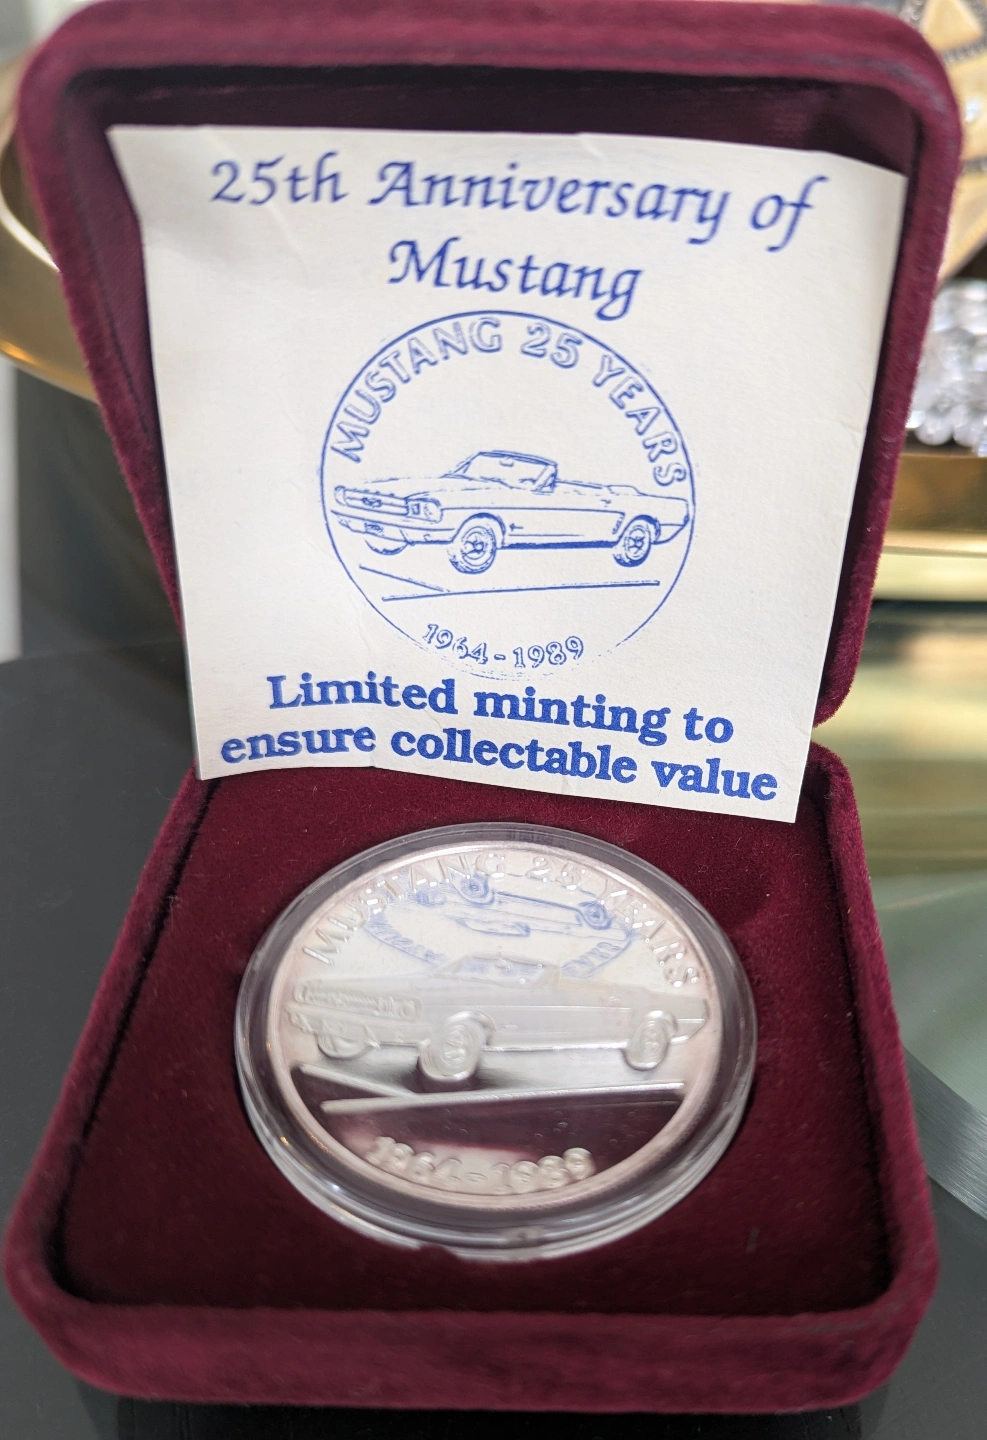 25th Anniversary of
Mustang
MUSTANG 25 YEARS
1964-1989
Limited minting to
ensure collectable value
MUSTANG 25 YEARS
1964-1989